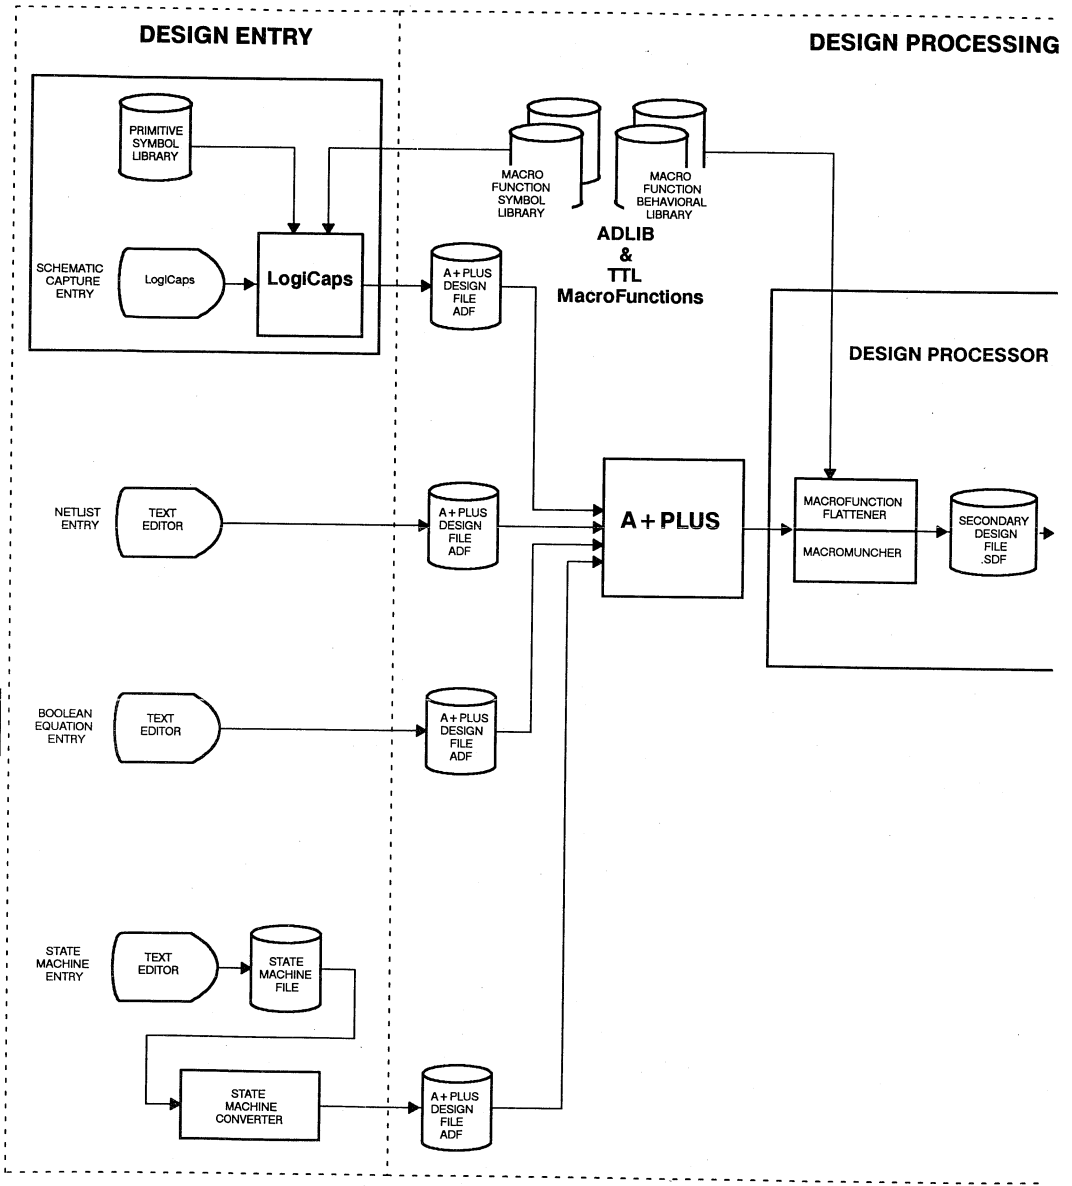 DESIGN ENTRY
DESIGN PROCESSING
PRIMITIVE
SYMBOL
LIBRARY
MACRO
FUNCTION
SYMBOL
LIBRARY
MACRO
FUNCTION
BEHAVIORAL
LIBRARY
ADLIB
&
TTL
MacroFunctions
SCHEMATIC
CAPTURE
ENTRY
LogiCaps
LogiCaps
A+PLUS
DESIGN
FILE
ADF
DESIGN PROCESSOR
NETLIST
ENTRY
TEXT
EDITOR
A+PLUS
DESIGN
FILE
ADF
A+PLUS
MACROFUNCTION
FLATTENER
MACROMUNCHER
SECONDARY
DESIGN
FILE
.SDF
BOOLEAN
EQUATION
ENTRY
TEXT
EDITOR
A+PLUS
DESIGN
FILE
ADF
STATE
MACHINE
ENTRY
TEXT
EDITOR
STATE
MACHINE
FILE
STATE
MACHINE
CONVERTER
A+PLUS
DESIGN
FILE
ADF